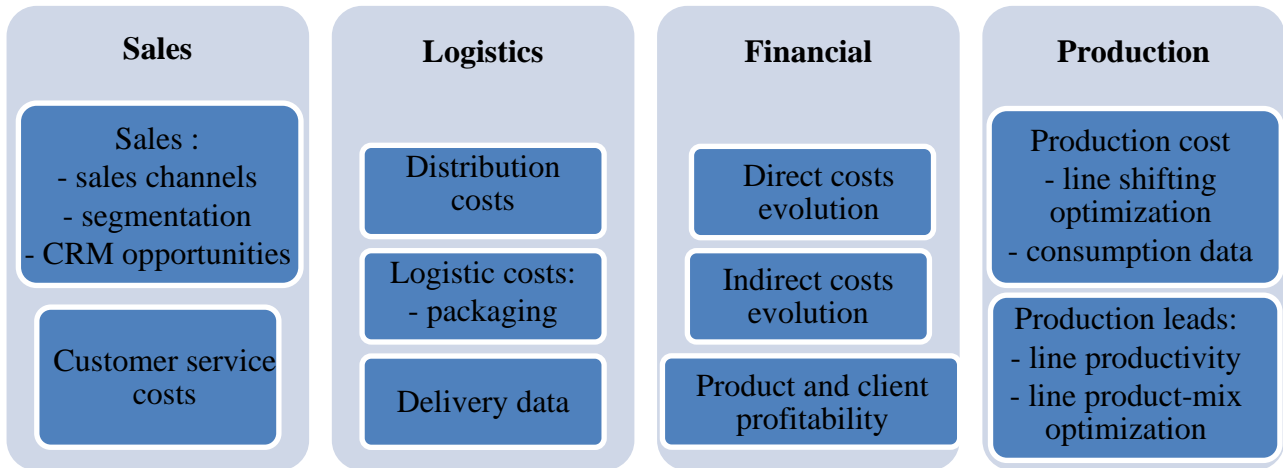 Sales
Sales :
- sales channels
- segmentation
- CRM opportunities
Customer service
costs
Logistics
Distribution
costs
Logistic costs:
- packaging
Delivery data
Financial
Direct costs
evolution
Indirect costs
evolution
Product and client
profitability
Production
Production cost
- line shifting
optimization
- consumption data
Production leads:
- line productivity
- line product-mix
optimization